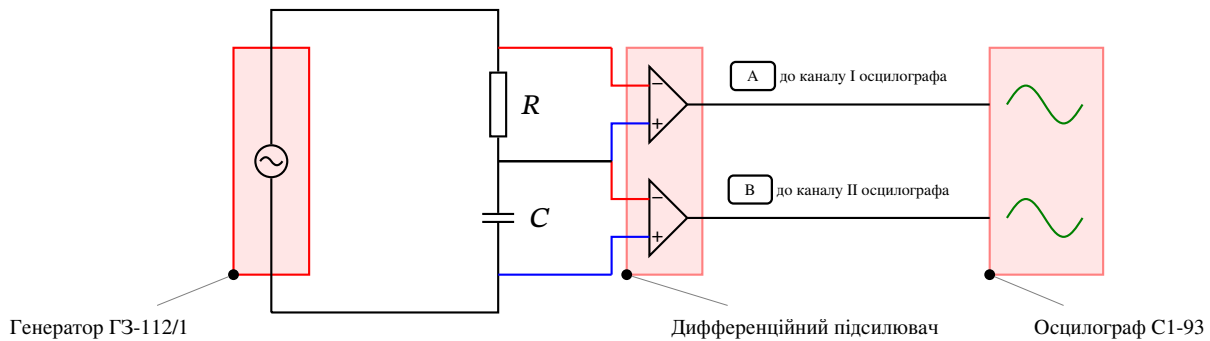 A до каналу I осцилографа
R
−
+
B до каналу II осцилографа
C
−
+
Генератор ГЗ-112/1
Дифференційний підсилювач
Осцилограф С1-93